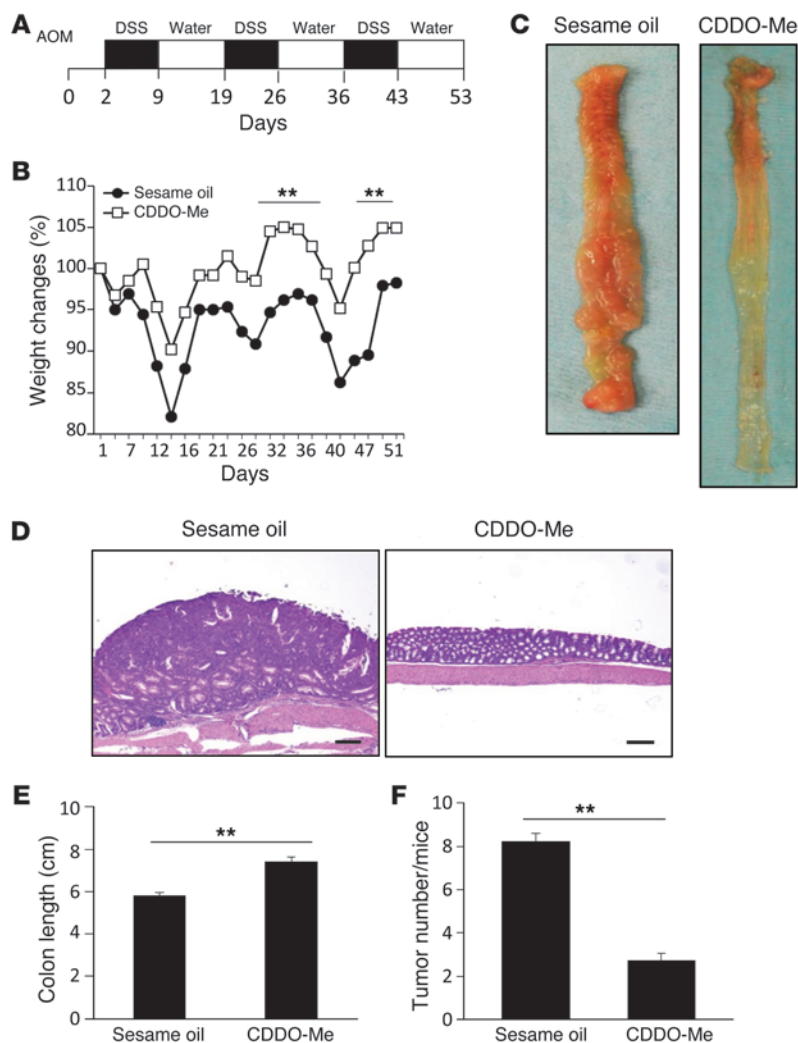 A
AOM
DSS Water DSS Water DSS Water
0 2 9 19 26 36 43 53
Days
B
110
105
100
95
90
85
80
Weight changes (%)
Sesame oil
CDDO-Me
** **
1 7 12 16 22 26 32 36 40 47 51
Days
C
Sesame oil CDDO-Me
D
Sesame oil CDDO-Me
E
10
8
6
4
2
0
Colon length (cm)
**
Sesame oil CDDO-Me
F
10
8
6
4
2
0
Tumor number/mice
**
Sesame oil CDDO-Me